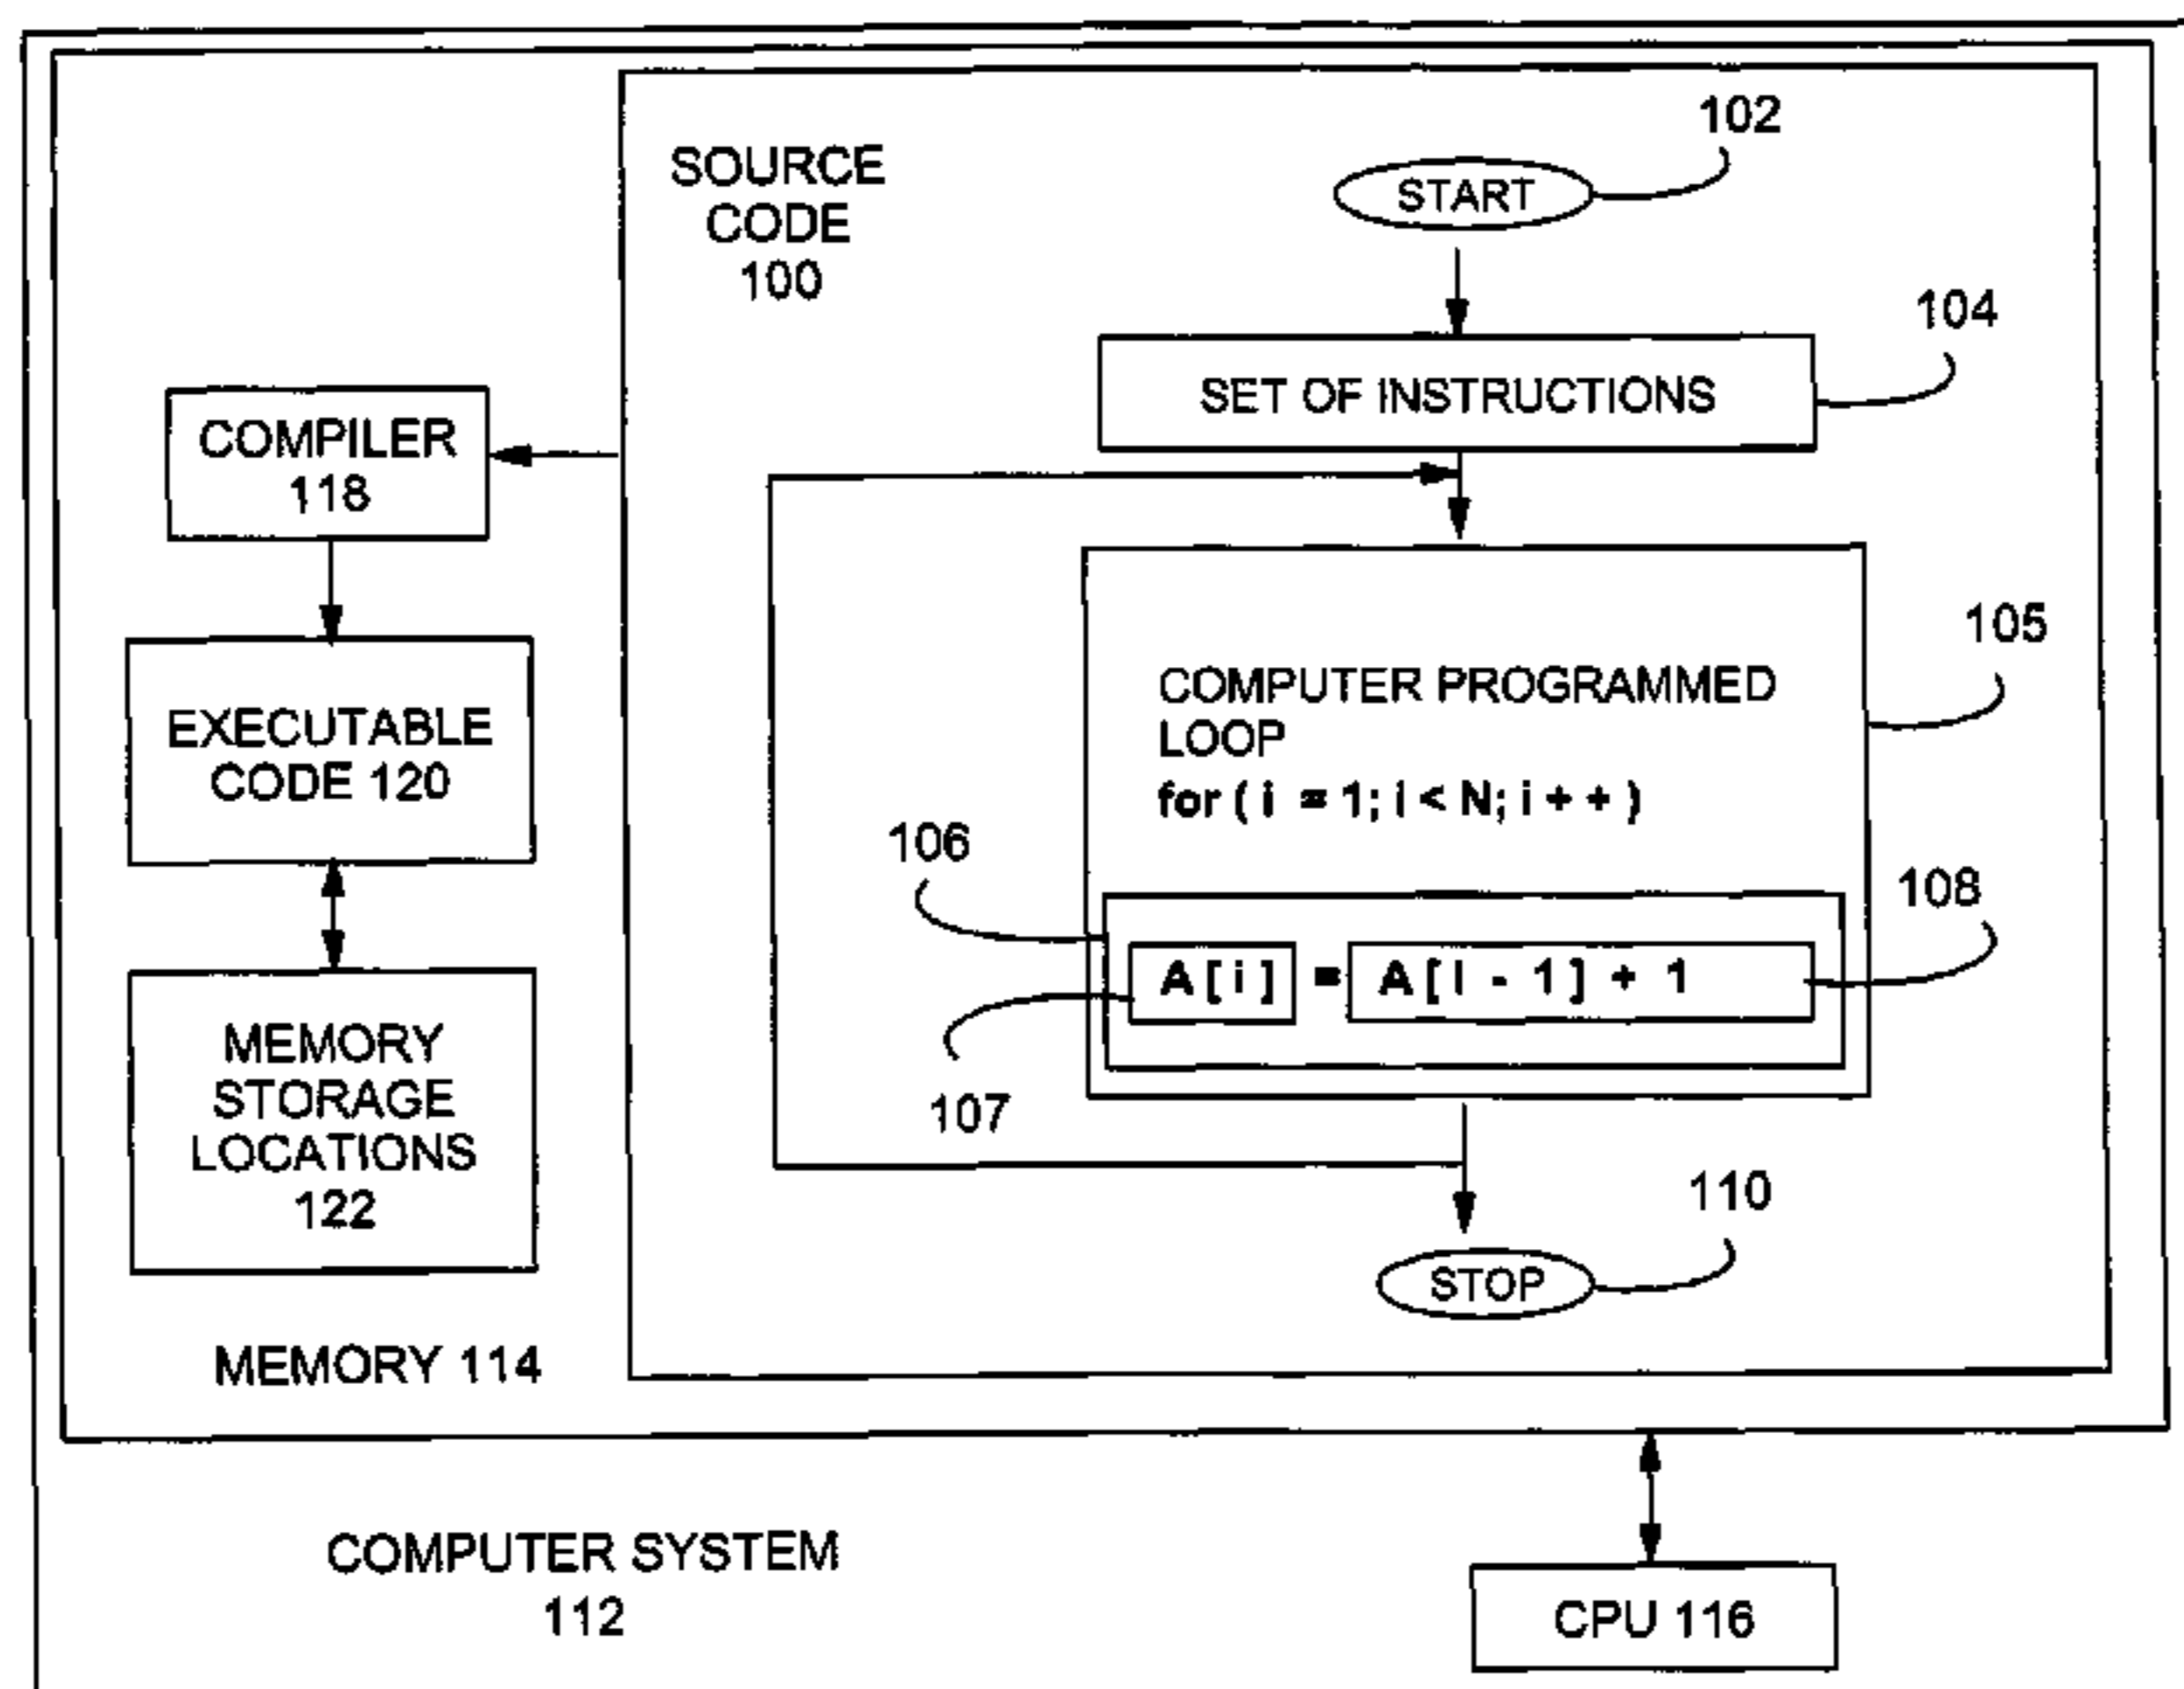 102
SOURCE
CODE
100
START
104
SET OF INSTRUCTIONS
COMPILER
118
105
COMPUTER PROGRAMMED
LOOP
for ( i = 1; i < N; i + + )
EXECUTABLE
CODE 120
106
108
A [ i ] = A [ I - 1 ] + 1
107
MEMORY
STORAGE
LOCATIONS
122
110
STOP
MEMORY 114
COMPUTER SYSTEM
112
CPU 116